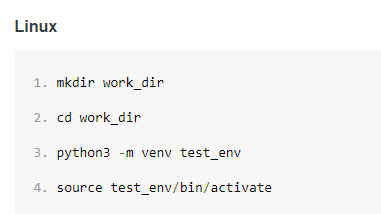 Linux
1. mkdir work_dir
2. cd work_dir
3. python3 -m venv test_env
4. source test_env/bin/activate